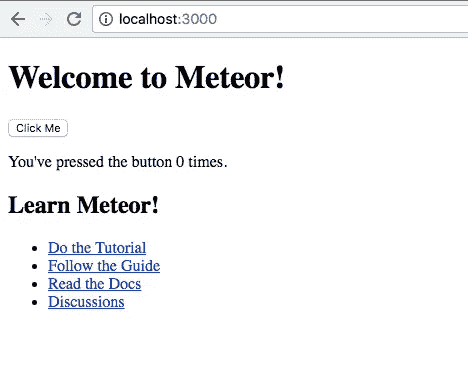 localhost:3000
Welcome to Meteor!
Click Me
You've pressed the button 0 times.
Learn Meteor!
Do the Tutorial
Follow the Guide
Read the Docs
Discussions